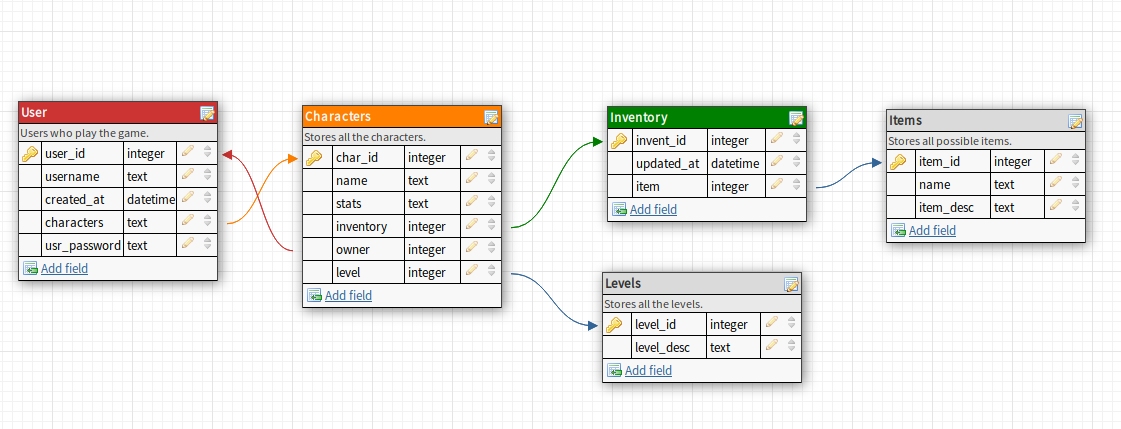 User
Users who play the game.
user_id integer
username text
created_at datetime
characters text
usr_password text
Add field
Characters
Stores all the characters.
char_id integer
name text
stats text
inventory integer
owner integer
level integer
Add field
Inventory
invent_id integer
updated_at datetime
item integer
Add field
Items
Stores all possible items.
item_id integer
name text
item_desc text
Add field
Levels
Stores all the levels.
level_id integer
level_desc text
Add field